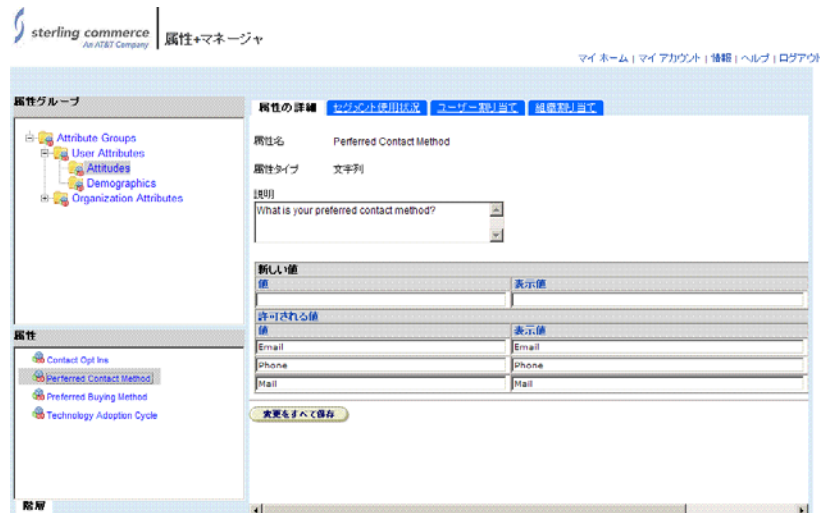 sterling commerce
An AT&T Company
属性+マネージャ
マイ ホーム | マイ アカウント | 情報 | ヘルプ | ログアウト
属性グループ
Attribute Groups
User Attributes
Attitudes
Demographics
Organization Attributes
属性
Contact Opt Ins
Perferred Contact Method
Preferred Buying Method
Technology Adoption Cycle
階層
属性の詳細 セグメント使用状況 ユーザー割り当て 組織割り当て
属性名 Perferred Contact Method
属性タイプ 文字列
説明
What is your preferred contact method?
新しい値
値 表示値
許可される値
値 表示値
Email Email
Phone Phone
Mail Mail
変更をすべて保存